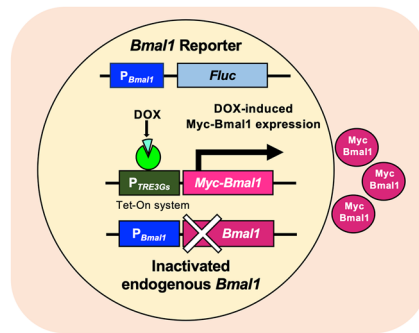 Bmal1 Reporter
PBmal1
Fluc
DOX
DOX-induced
Myc-Bmal1 expression
PTRE3Gs
Myc-Bmal1
Tet-On system
PBmal1
Bmal1
Inactivated
endogenous Bmal1
Myc
Bmal1
Myc
Bmal1
Myc
Bmal1